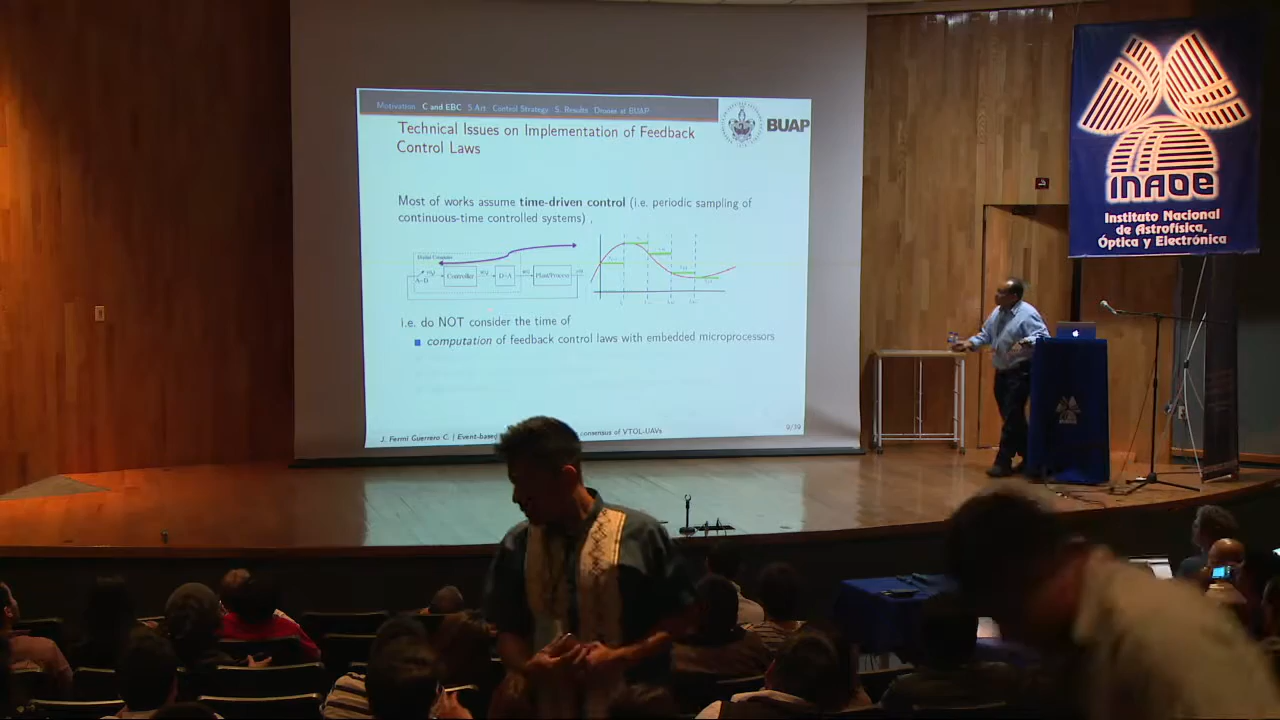 Motivation C and EBC S.Art. Control Strategy S. Results Drones at BUAP
Technical Issues on Implementation of Feedback
Control Laws
BUAP
Most of works assume time-driven control (i.e. periodic sampling of
continuous-time controlled systems) ,
Controller
D-A
Plant/Process
A-D
i.e. do NOT consider the time of
computation of feedback control laws with embedded microprocessors
J. Fermi Guerrero C. | Event-based
consensus of VTOL-UAVs
9/39
INAOE
Instituto Nacional
de Astrofísica,
Óptica y Electrónica